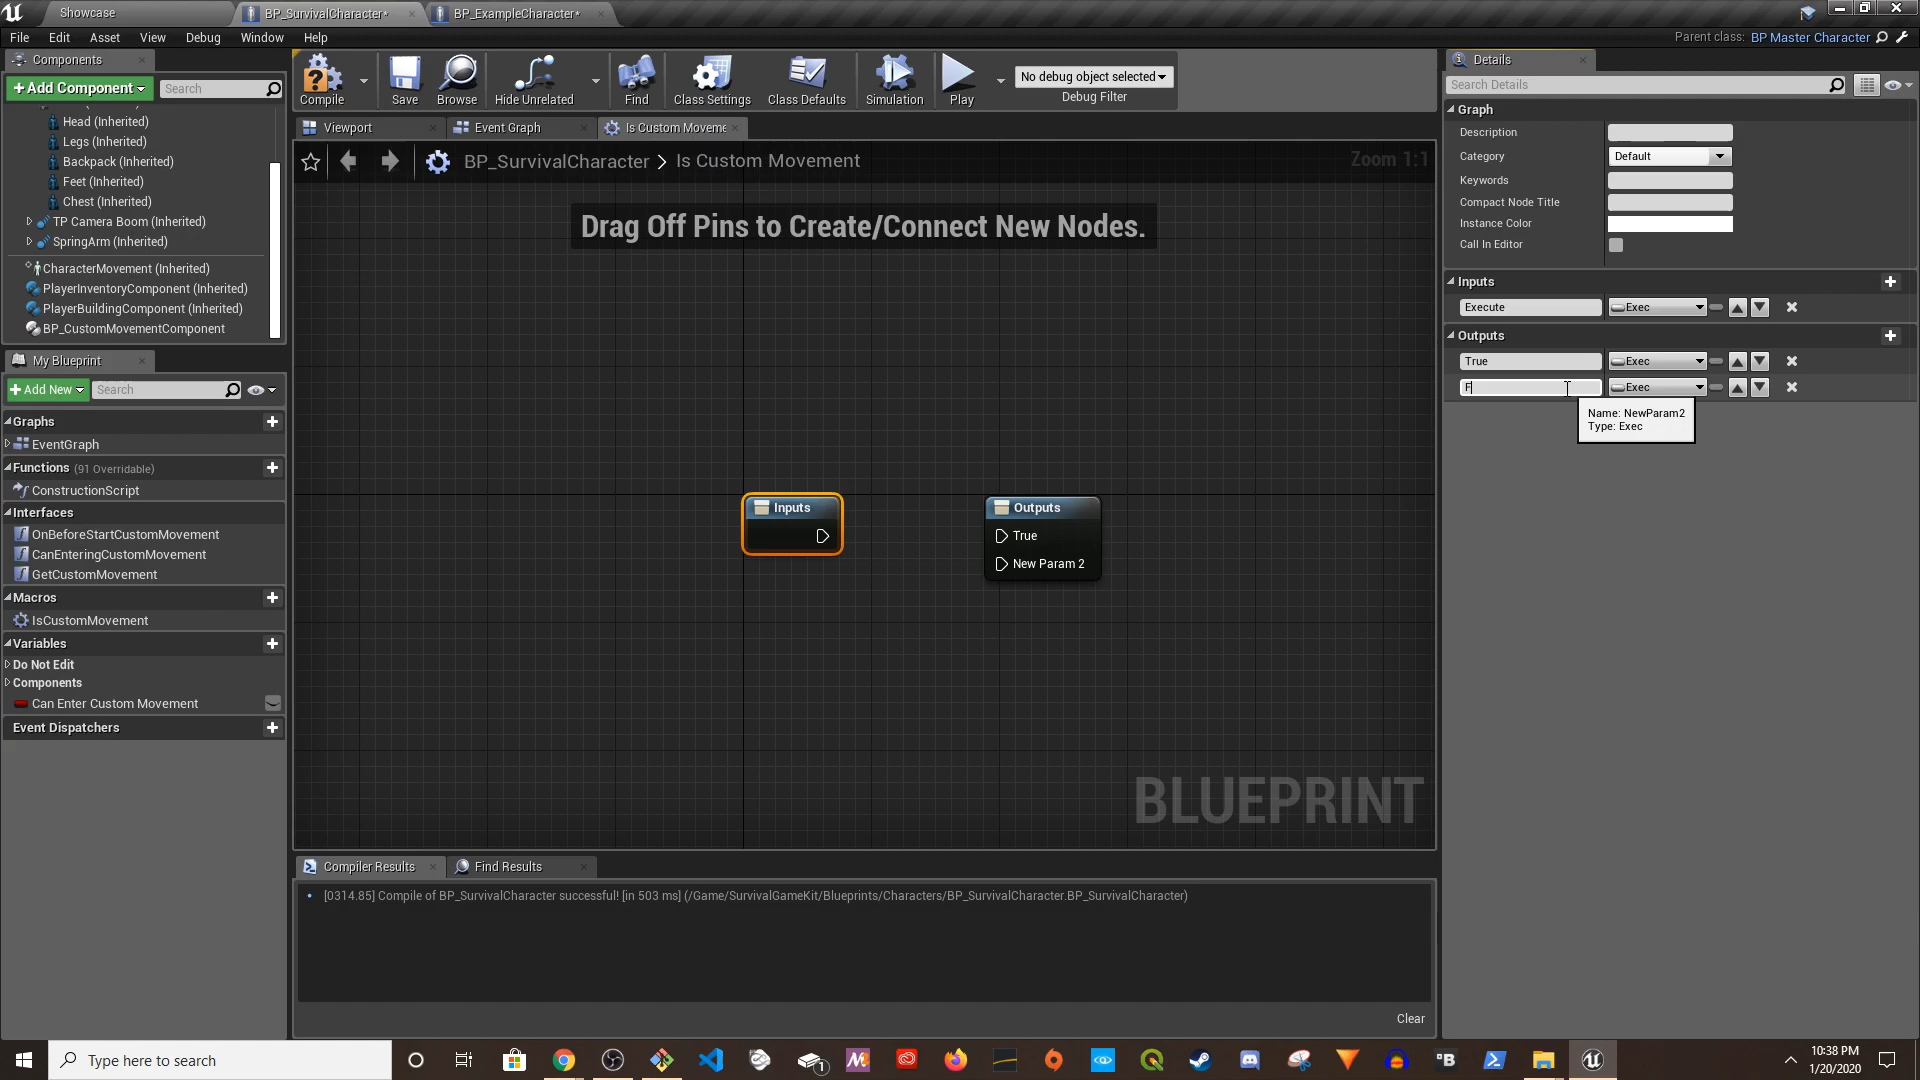 Showcase
BP_SurvivalCharacter*
BP_ExampleCharacter*
File Edit Asset View Debug Window Help
Parent class: BP Master Character
Components
Add Component
Search
Head (Inherited)
Legs (Inherited)
Backpack (Inherited)
Feet (Inherited)
Chest (Inherited)
TP Camera Boom (Inherited)
SpringArm (Inherited)
CharacterMovement (Inherited)
PlayerInventoryComponent (Inherited)
PlayerBuildingComponent (Inherited)
BP_CustomMovementComponent
My Blueprint
Add New
Search
Graphs
EventGraph
Functions (91 Overridable)
ConstructionScript
Interfaces
OnBeforeStartCustomMovement
CanEnteringCustomMovement
GetCustomMovement
Macros
IsCustomMovement
Variables
Do Not Edit
Components
Can Enter Custom Movement
Event Dispatchers
Compile
Save
Browse
Hide Unrelated
Find
Class Settings
Class Defaults
Simulation
Play
No debug object selected
Debug Filter
Viewport
Event Graph
Is Custom Moveme
BP_SurvivalCharacter > Is Custom Movement
Zoom 1:1
Drag Off Pins to Create/Connect New Nodes.
Inputs
Outputs
True
New Param 2
BLUEPRINT
Compiler Results
Find Results
[0314.85] Compile of BP_SurvivalCharacter successful! [in 503 ms] (/Game/SurvivalGameKit/Blueprints/Characters/BP_SurvivalCharacter.BP_SurvivalCharacter)
Clear
Details
Search Details
Graph
Description
Category Default
Keywords
Compact Node Title
Instance Color
Call In Editor
Inputs
Execute Exec
Outputs
True Exec
F Exec
Name: NewParam2
Type: Exec
Type here to search
10:38 PM
1/20/2020